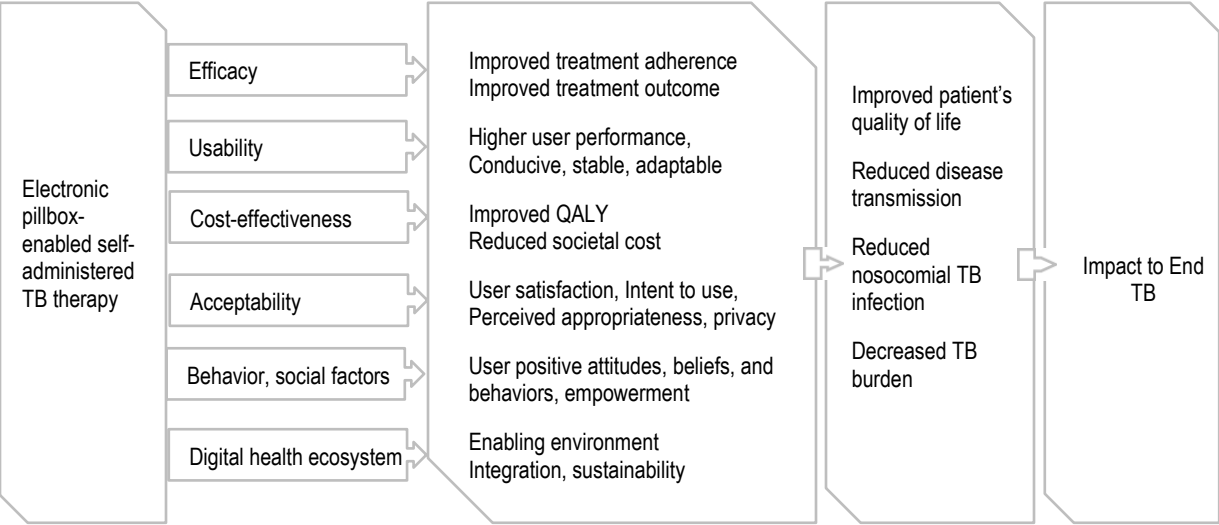 Electronic
pillbox-
enabled self-
administered
TB therapy
Efficacy
Usability
Cost-effectiveness
Acceptability
Behavior, social factors
Digital health ecosystem
Improved treatment adherence
Improved treatment outcome
Higher user performance,
Conducive, stable, adaptable
Improved QALY
Reduced societal cost
User satisfaction, Intent to use,
Perceived appropriateness, privacy
User positive attitudes, beliefs, and
behaviors, empowerment
Enabling environment
Integration, sustainability
Improved patient’s
quality of life
Reduced disease
transmission
Reduced
nosocomial TB
infection
Decreased TB
burden
Impact to End
TB